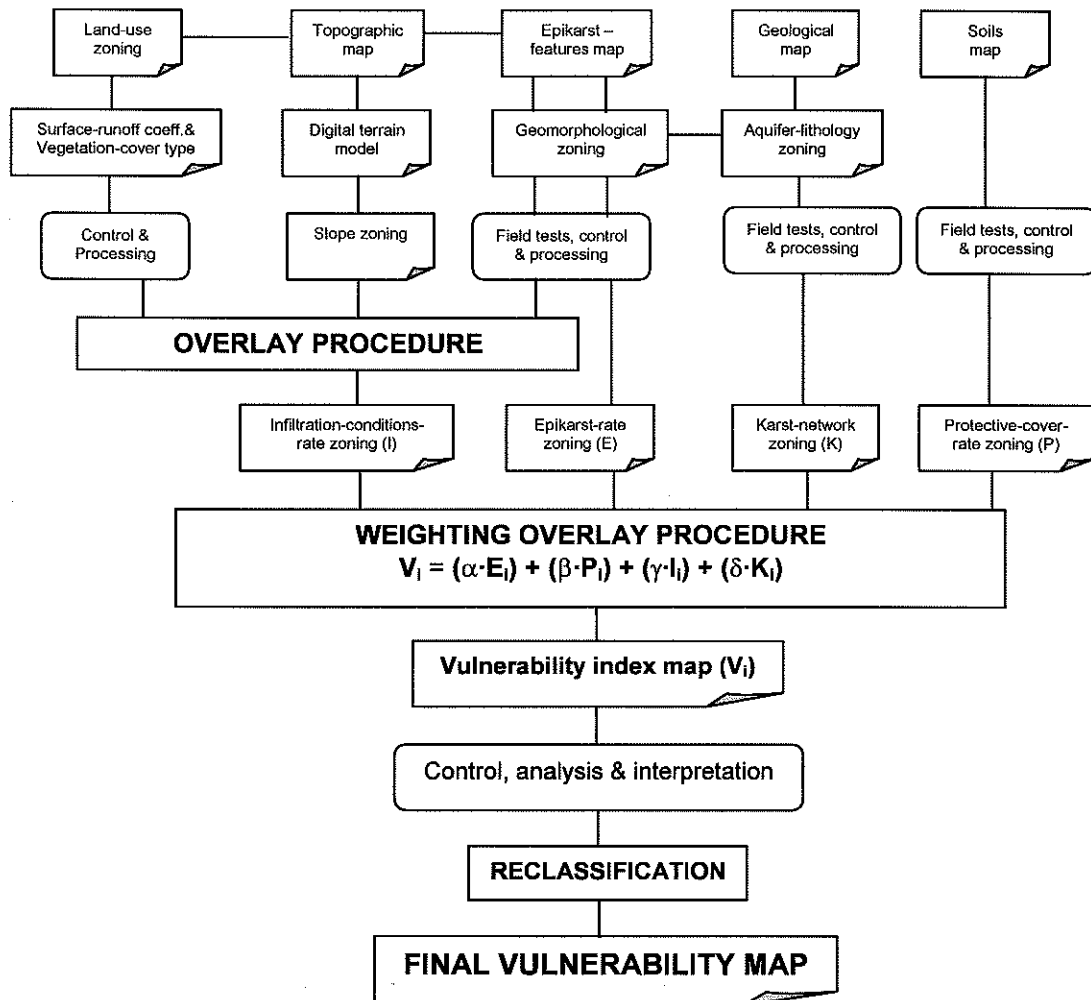 Land-use
zoning
Topographic
map
Epikarst –
features map
Geological
map
Soils
map
Surface-runoff coeff.&
Vegetation-cover type
Digital terrain
model
Geomorphological
zoning
Aquifer-lithology
zoning
Control &
Processing
Slope zoning
Field tests, control
& processing
Field tests, control
& processing
Field tests, control
& processing
OVERLAY PROCEDURE
Infiltration-conditions-
rate zoning (I)
Epikarst-rate
zoning (E)
Karst-network
zoning (K)
Protective-cover-
rate zoning (P)
WEIGHTING OVERLAY PROCEDURE
Vᵢ = (α·Eᵢ) + (β·Pᵢ) + (γ·Iᵢ) + (δ·Kᵢ)
Vulnerability index map (Vᵢ)
Control, analysis & interpretation
RECLASSIFICATION
FINAL VULNERABILITY MAP